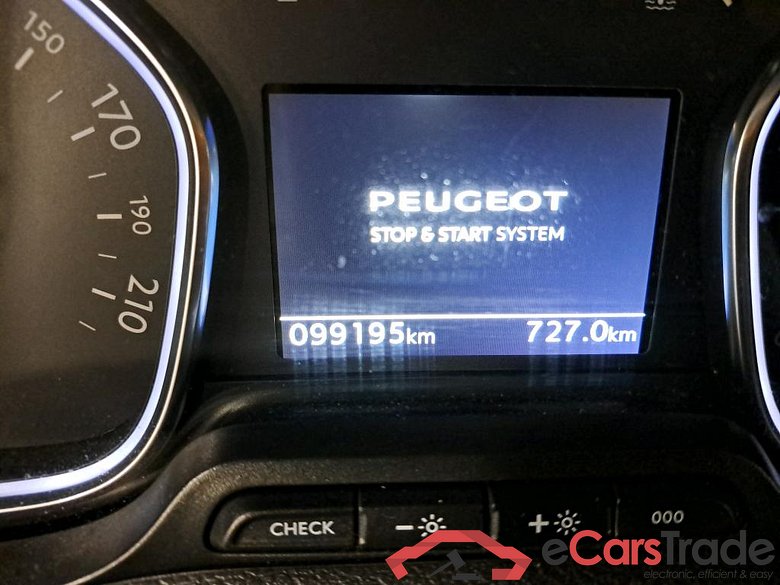 150
170
190
210
PEUGEOT
STOP & START SYSTEM
099195km 727.0km
CHECK - + 000
eCarsTrade
electronic, efficient & easy